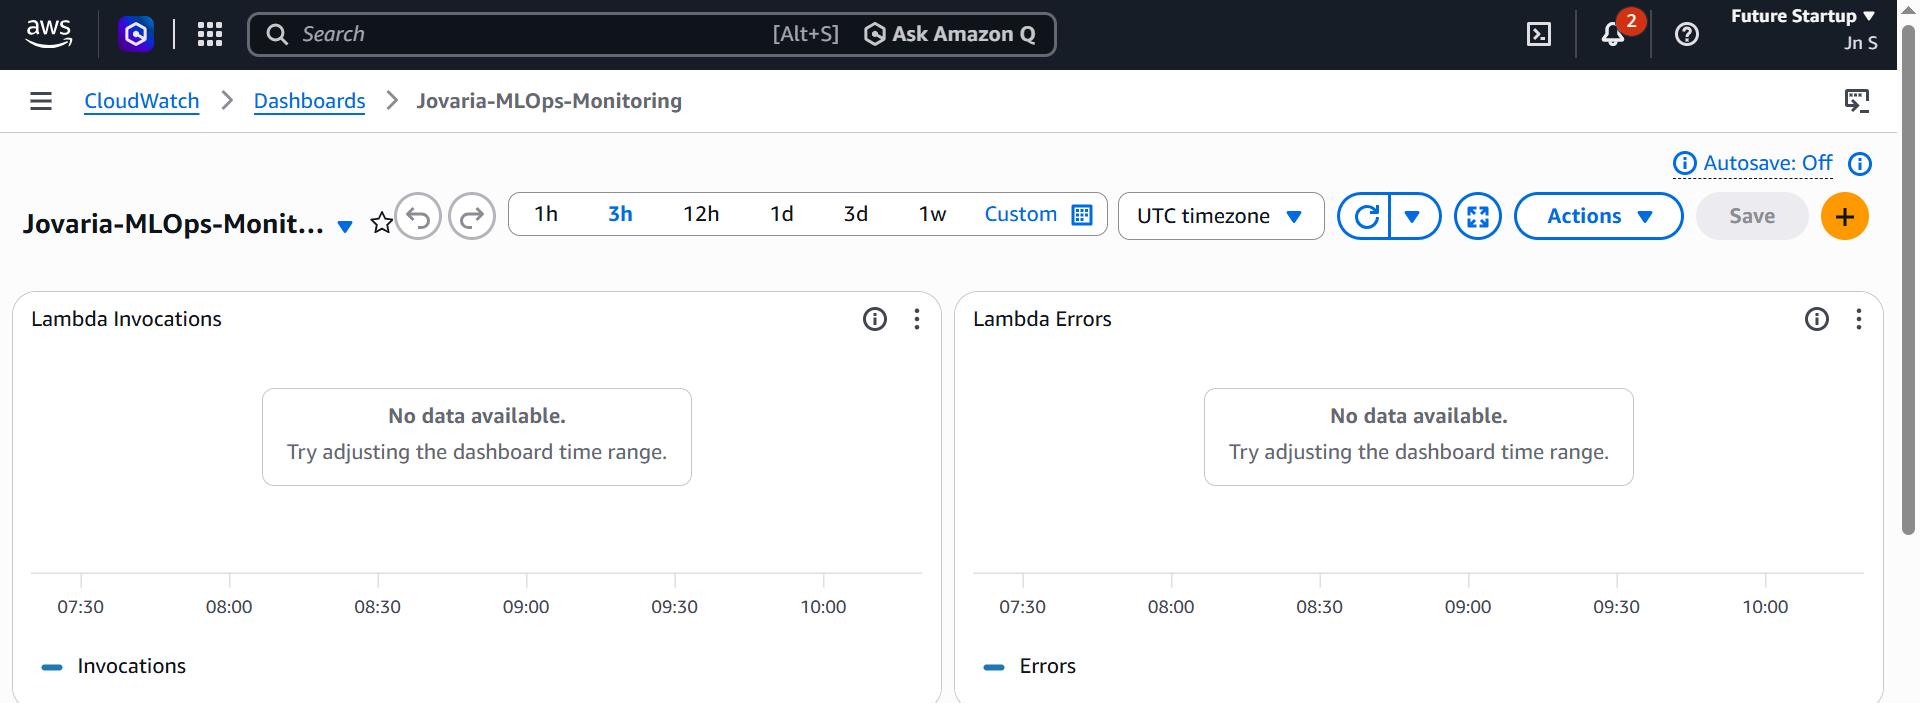 aws
Search [Alt+S] Ask Amazon Q
2
Future Startup
Jn S
CloudWatch Dashboards Jovaria-MLOps-Monitoring
Autosave: Off
Jovaria-MLOps-Monit...
1h 3h 12h 1d 3d 1w Custom
UTC timezone
Actions
Save
Lambda Invocations
No data available.
Try adjusting the dashboard time range.
07:30 08:00 08:30 09:00 09:30 10:00
Invocations
Lambda Errors
No data available.
Try adjusting the dashboard time range.
07:30 08:00 08:30 09:00 09:30 10:00
Errors